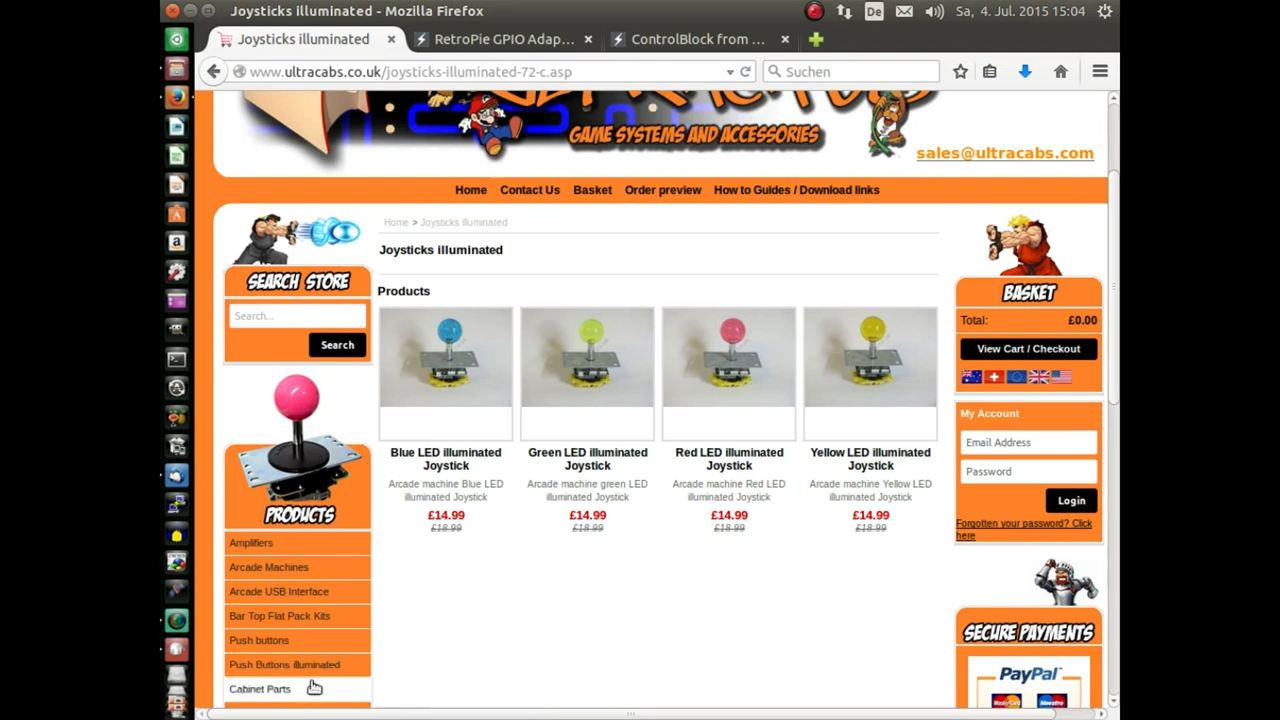 Joysticks illuminated - Mozilla Firefox
De
Sa, 4. Jul. 2015 15:04
Joysticks illuminated
RetroPie GPIO Adap...
ControlBlock from ...
www.ultracabs.co.uk/joysticks-illuminated-72-c.asp
Suchen
GAME SYSTEMS AND ACCESSORIES
sales@ultracabs.com
Home Contact Us Basket Order preview How to Guides / Download links
Home > Joysticks illuminated
Joysticks illuminated
SEARCH STORE
Search...
Search
PRODUCTS
Amplifiers
Arcade Machines
Arcade USB Interface
Bar Top Flat Pack Kits
Push buttons
Push Buttons illuminated
Cabinet Parts
Products
Blue LED illuminated
Joystick
Arcade machine Blue LED
illuminated Joystick
£14.99
£18.99
Green LED illuminated
Joystick
Arcade machine green LED
illuminated Joystick
£14.99
£18.99
Red LED illuminated
Joystick
Arcade machine Red LED
illuminated Joystick
£14.99
£18.99
Yellow LED illuminated
Joystick
Arcade machine Yellow LED
illuminated Joystick
£14.99
£18.99
BASKET
Total: £0.00
View Cart / Checkout
My Account
Email Address
Password
Login
Forgotten your password? Click
here
SECURE PAYMENTS
PayPal
MasterCard
Maestro